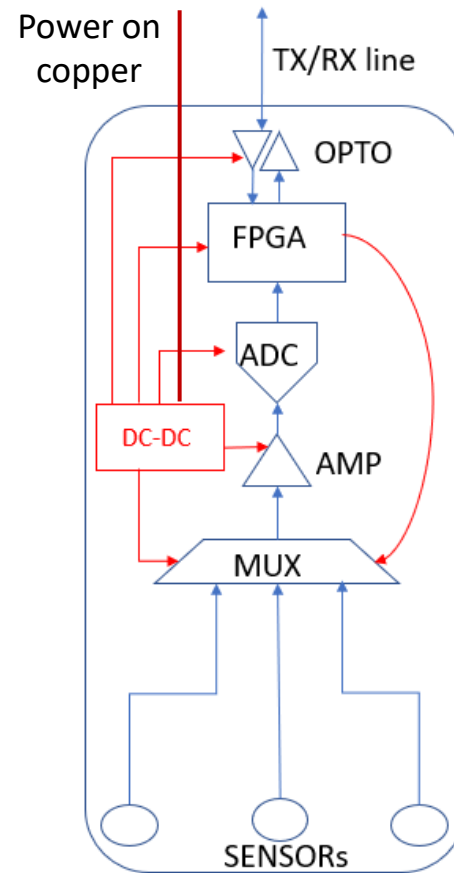 Power on
copper
TX/RX line
OPTO
FPGA
ADC
DC-DC
AMP
MUX
SENSORs